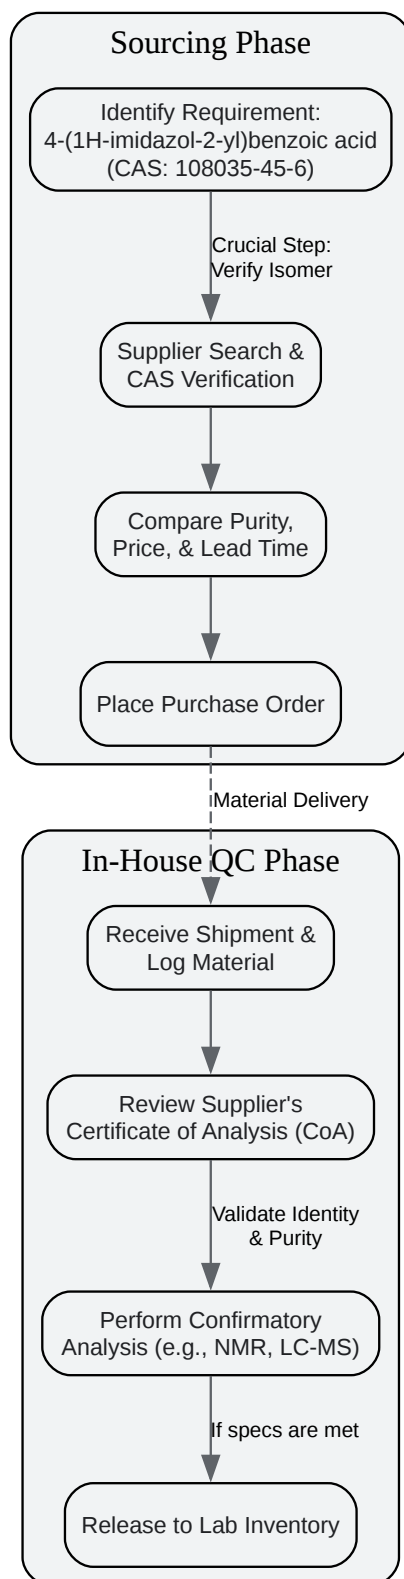 Sourcing Phase
Identify Requirement:
4-(1H-imidazol-2-yl)benzoic acid
(CAS: 108035-45-6)
Crucial Step:
Verify Isomer
Supplier Search &
CAS Verification
Compare Purity,
Price, & Lead Time
Place Purchase Order
Material Delivery
In-House QC Phase
Receive Shipment &
Log Material
Review Supplier's
Certificate of Analysis (CoA)
Validate Identity
& Purity
Perform Confirmatory
Analysis (e.g., NMR, LC-MS)
If specs are met
Release to Lab Inventory